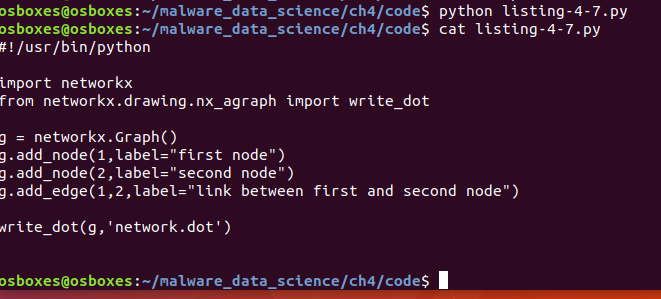 osboxes@osboxes:~/malware_data_science/ch4/code$ python listing-4-7.py
osboxes@osboxes:~/malware_data_science/ch4/code$ cat listing-4-7.py
#!/usr/bin/python
import networkx
from networkx.drawing.nx_agraph import write_dot
g = networkx.Graph()
g.add_node(1,label="first node")
g.add_node(2,label="second node")
g.add_edge(1,2,label="link between first and second node")
write_dot(g,'network.dot')
osboxes@osboxes:~/malware_data_science/ch4/code$